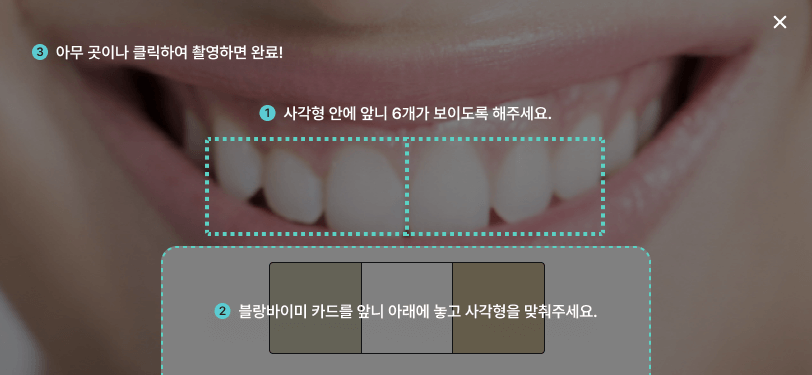 3 아무 곳이나 클릭하여 촬영하면 완료!
1 사각형 안에 앞니 6개가 보이도록 해주세요.
2 블랑바이미 카드를 앞니 아래에 놓고 사각형을 맞춰주세요.